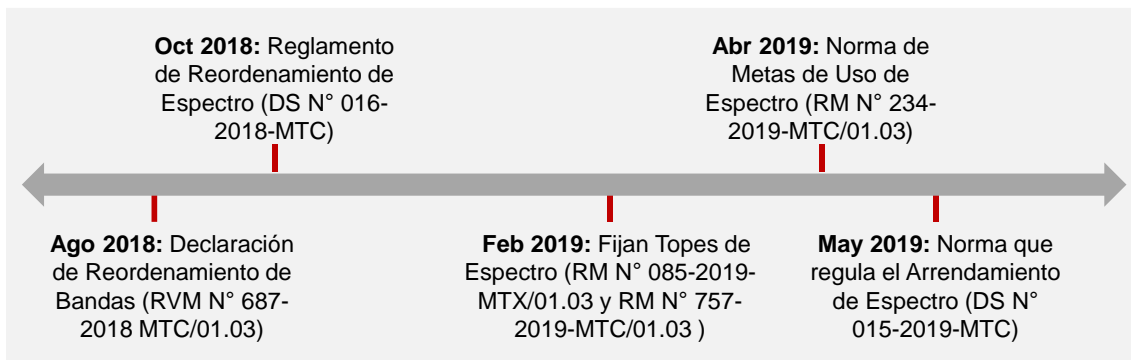 Oct 2018: Reglamento
de Reordenamiento de
Espectro (DS N° 016-
2018-MTC)
Abr 2019: Norma de
Metas de Uso de
Espectro (RM N° 234-
2019-MTC/01.03)
Ago 2018: Declaración
de Reordenamiento de
Bandas (RVM N° 687-
2018 MTC/01.03)
Feb 2019: Fijan Topes de
Espectro (RM N° 085-2019-
MTX/01.03 y RM N° 757-
2019-MTC/01.03 )
May 2019: Norma que
regula el Arrendamiento
de Espectro (DS N°
015-2019-MTC)